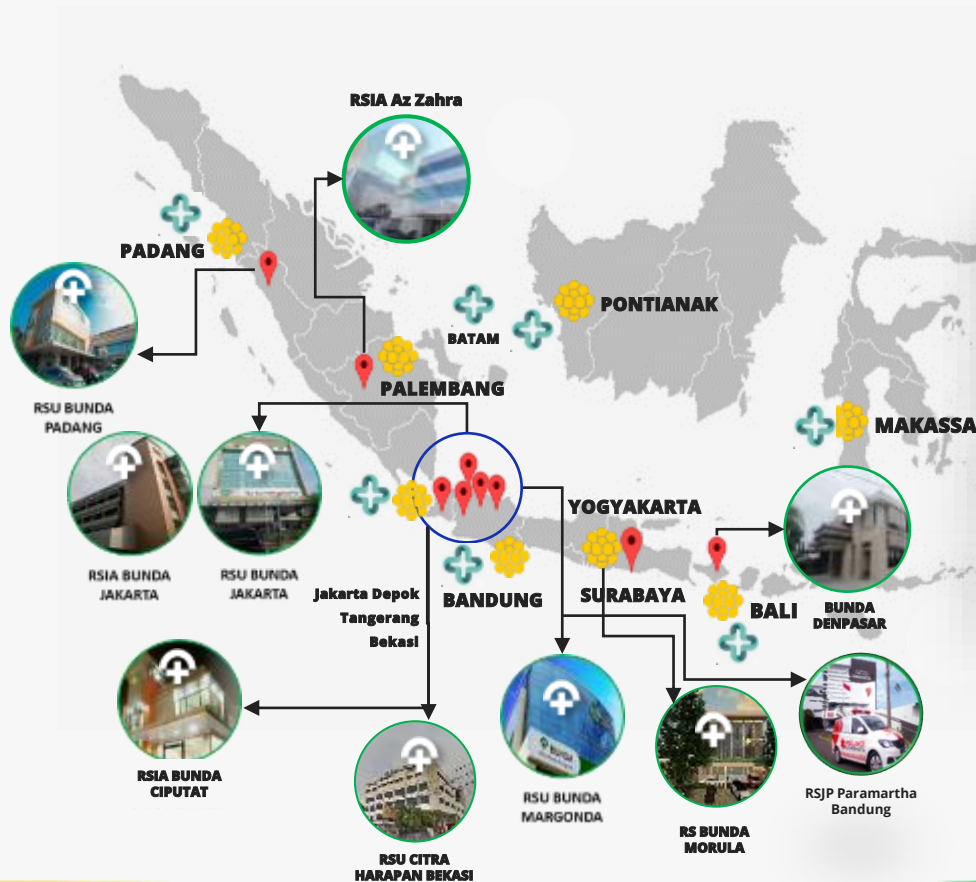 RSIA Az Zahra
PADANG
PONTIANAK
BATAM
PALEMBANG
RSU BUNDA
PADANG
MAKASSA
YOGYAKARTA
RSIA BUNDA
JAKARTA
RSU BUNDA
JAKARTA
Jakarta Depok
Tangerang
Bekasi
BANDUNG
SURABAYA
BALI
BUNDA
DENPASAR
RSIA BUNDA
CIPUTAT
RSU CITRA
HARAPAN BEKASI
BUNDA
RSU BUNDA
MARGONDA
RS BUNDA
MORULA
RSJP Paramartha
Bandung